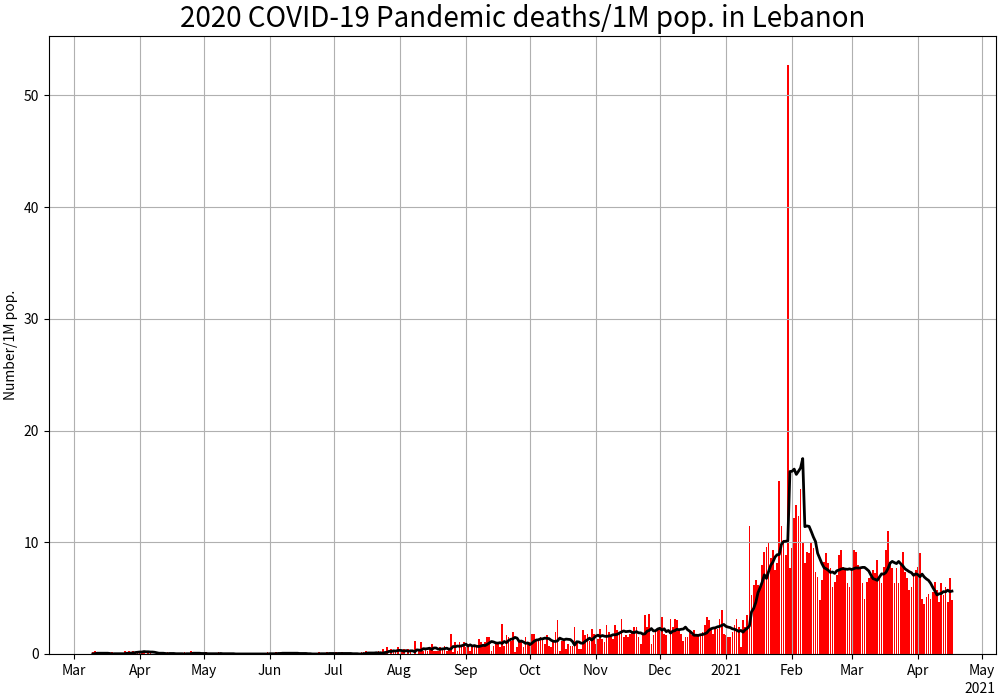 2020 COVID-19 Pandemic deaths/1M pop. in Lebanon
Number/1M pop.
50
40
30
20
10
0
Mar Apr May Jun Jul Aug Sep Oct Nov Dec 2021 Feb Mar Apr May
2021